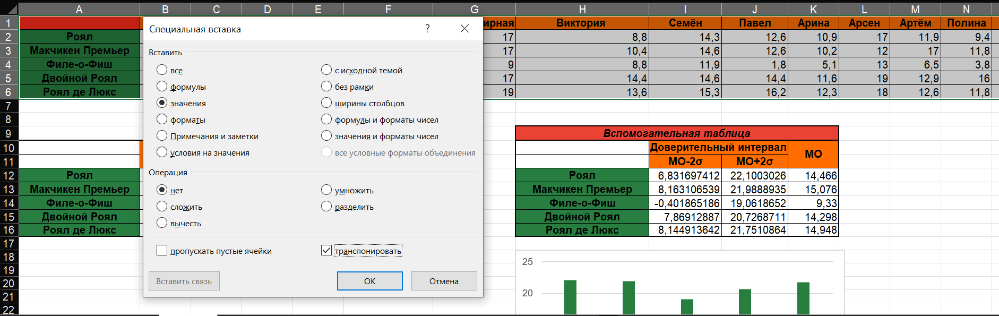 A B C D E F G H I J K L M N
1 ирная Виктория Семён Павел Арина Арсен Артём Полина
2 Роял 17 8,8 14,3 12,6 10,9 17 11,9 9,4
3 Макчикен Премьер 17 10,4 14,6 12,6 10,2 12 17 11,8
4 Филе-о-Фиш 9 8,8 11,9 1,8 5,1 13 6,5 3,8
5 Двойной Роял 17 14,4 14,6 14,4 11,6 19 12,9 16
6 Роял де Люкс 19 13,6 15,3 16,2 12,3 18 12,6 11,8
7
8
9 Вспомогательная таблица
10 Доверительный интервал МО
11 МО-2σ МО+2σ
12 Роял Роял 6,831697412 22,1003026 14,466
13 Макчикен Премьер Макчикен Премьер 8,163106539 21,9888935 15,076
14 Филе-о-Фиш Филе-о-Фиш -0,401865186 19,0618652 9,33
15 Двойной Роял Двойной Роял 7,86912887 20,7268711 14,298
16 Роял де Люкс Роял де Люкс 8,144913642 21,7510864 14,948
17
18
19
20
21
22
25
20
Специальная вставка ?
Вставить
все с исходной темой
формулы без рамки
значения ширины столбцов
форматы формулы и форматы чисел
Примечания и заметки значения и форматы чисел
условия на значения все условные форматы объединения
Операция
нет умножить
сложить разделить
вычесть
пропускать пустые ячейки транспонировать
Вставить связь ОК Отмена